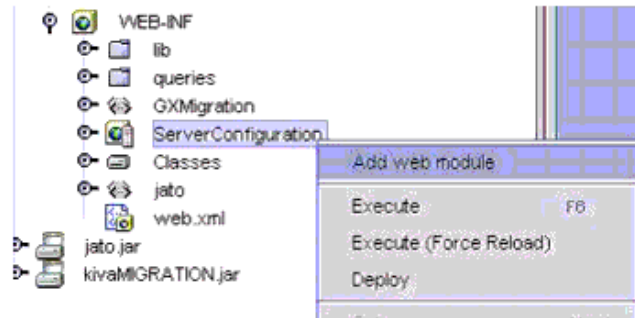 WEB-INF
lib
queries
GXMigration
ServerConfiguration
Classes
jato
web.xml
jato.jar
kivaMIGRATION.jar
Add web module
Execute F6
Execute (Force Reload)
Deploy